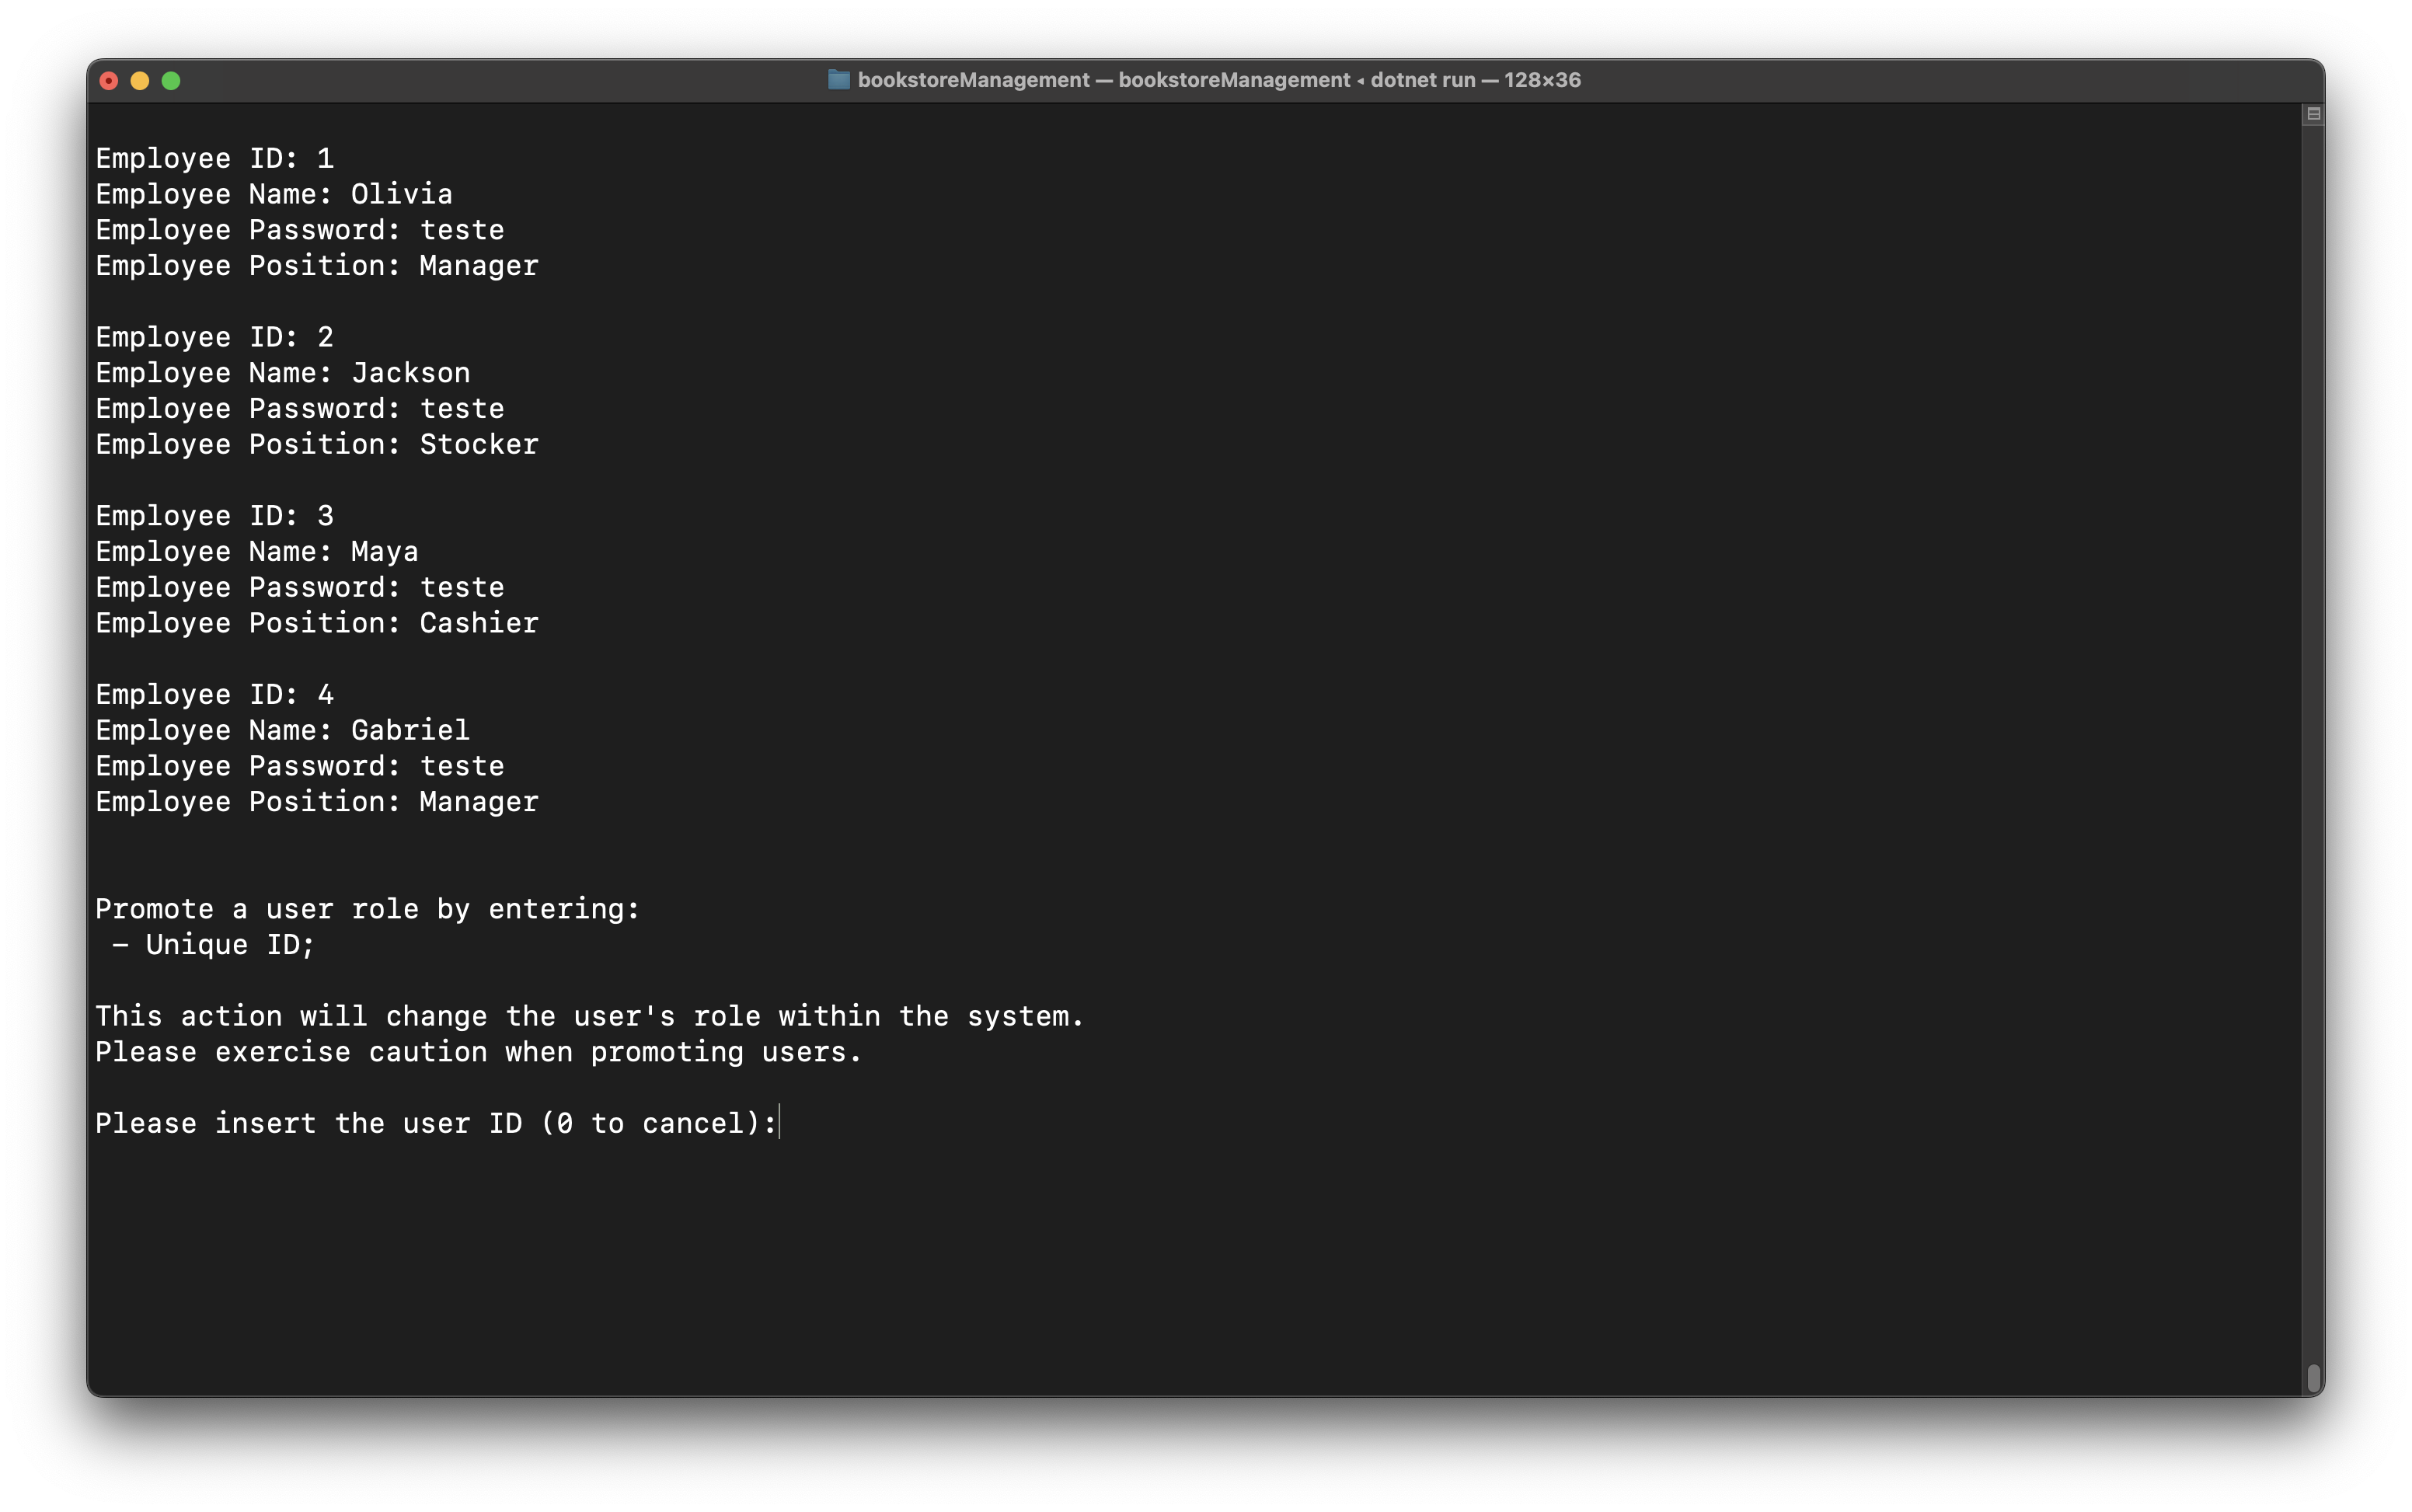 bookstoreManagement — bookstoreManagement ◂ dotnet run — 128×36
Employee ID: 1
Employee Name: Olivia
Employee Password: teste
Employee Position: Manager
Employee ID: 2
Employee Name: Jackson
Employee Password: teste
Employee Position: Stocker
Employee ID: 3
Employee Name: Maya
Employee Password: teste
Employee Position: Cashier
Employee ID: 4
Employee Name: Gabriel
Employee Password: teste
Employee Position: Manager
Promote a user role by entering:
- Unique ID;
This action will change the user's role within the system.
Please exercise caution when promoting users.
Please insert the user ID (0 to cancel):